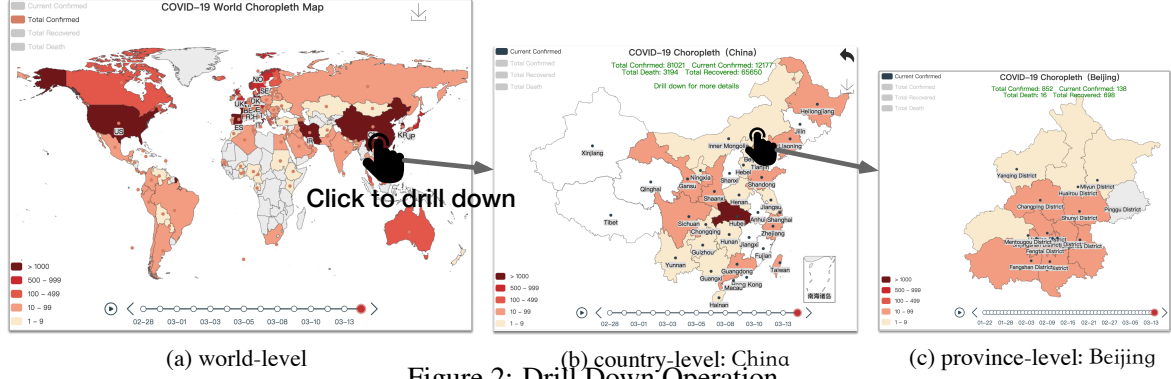 Current Confirmed
Total Confirmed
Total Recovered
Total Death
COVID-19 World Choropleth Map
NO
SE
UK
DK
BE
DE
FR
CH
ES
IT
US
IR
KR
JP
Click to drill down
> 1000
500 - 999
100 - 499
10 - 99
1 - 9
02-28 03-01 03-03 03-05 03-08 03-10 03-13
(a) world-level
Current Confirmed
Total Confirmed
Total Recovered
Total Death
COVID-19 Choropleth (China)
Total Confirmed: 81021 Current Confirmed: 12177
Total Death: 3194 Total Recovered: 65650
Drill down for more details
Heilongjiang
Jilin
Liaoning
Xinjiang
Inner Mongolia
Tianjin
Hebei
Ningxia
Shanxi
Shandong
Qinghai
Gansu
Shaanxi
Henan
Jiangsu
Tibet
Sichuan
Hubei
Anhui
Shanghai
Chongqing
Zhejiang
Hunan
Jiangxi
Guizhou
Fujian
Yunnan
Guangdong
Taiwan
Guangxi
Hong Kong
Macau
Hainan
南海诸岛
> 1000
500 - 999
100 - 499
10 - 99
1 - 9
02-28 03-01 03-03 03-05 03-08 03-10 03-13
(b) country-level: China
Current Confirmed
Total Confirmed
Total Recovered
Total Death
COVID-19 Choropleth (Beijing)
Total Confirmed: 852 Current Confirmed: 138
Total Death: 16 Total Recovered: 698
Yanqing District
Miyun District
Huairou District
Changping District
Pinggu District
Shunyi District
Mentougou District
Fengtai District
Fangshan District
> 1000
500 - 999
100 - 499
10 - 99
1 - 9
01-22 01-28 02-03 02-09 02-15 02-21 02-27 03-05 03-13
(c) province-level: Beijing
Figure 2: Drill Down Operation